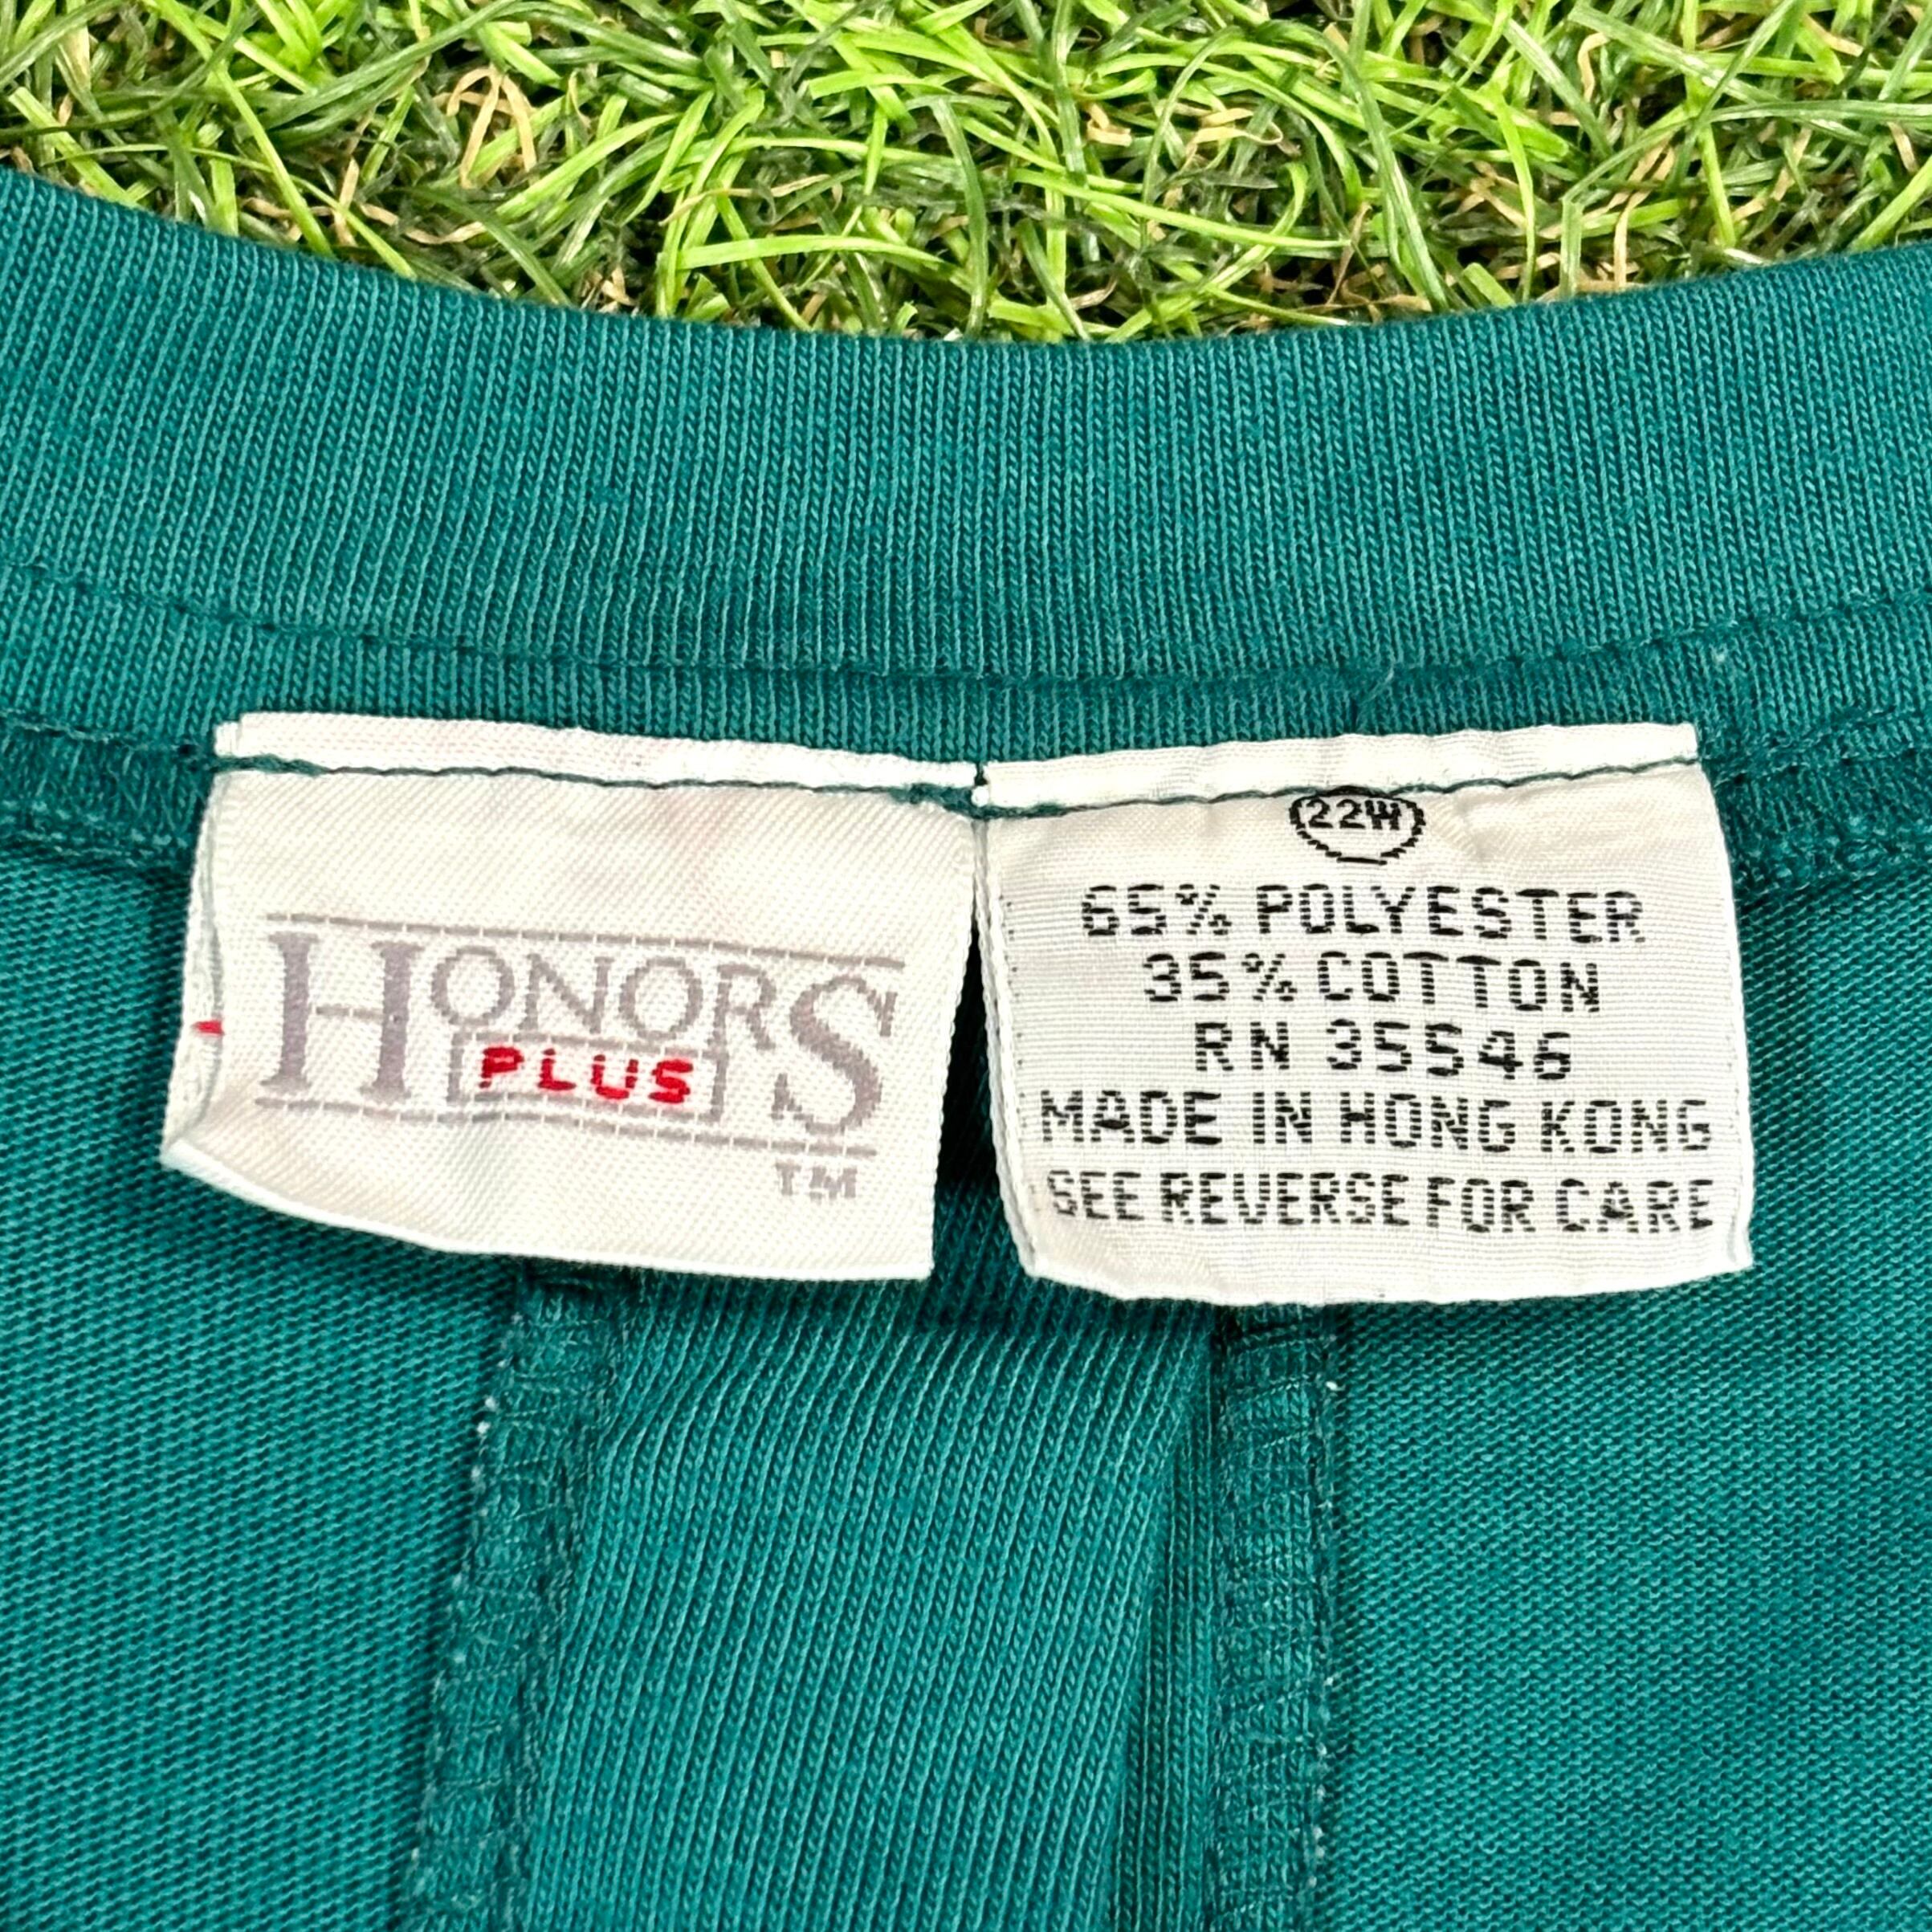 HONORS
PLUS
TM
22W
65% POLYESTER
35% COTTON
RN 35546
MADE IN HONG KONG
SEE REVERSE FOR CARE